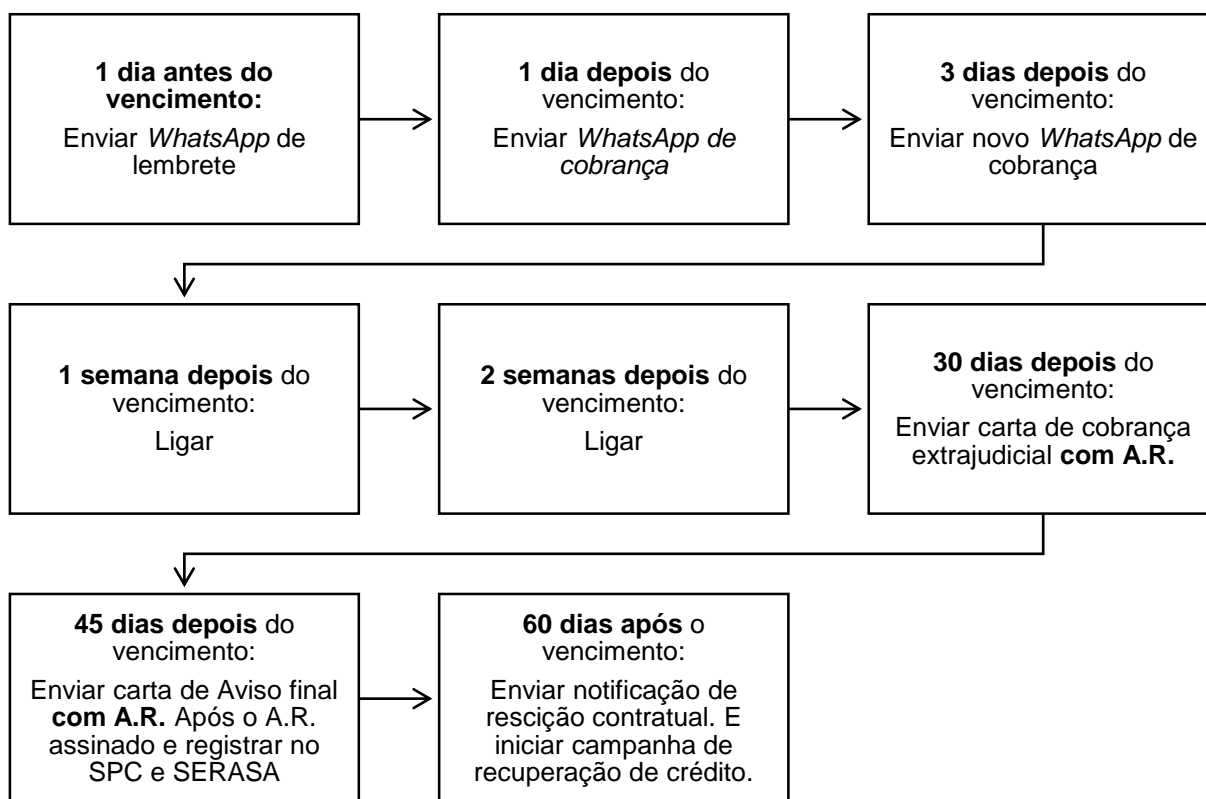 1 dia antes do
vencimento:
Enviar WhatsApp de
lembrete
1 dia depois do
vencimento:
Enviar WhatsApp de
cobrança
3 dias depois do
vencimento:
Enviar novo WhatsApp de
cobrança
1 semana depois do
vencimento:
Ligar
2 semanas depois do
vencimento:
Ligar
30 dias depois do
vencimento:
Enviar carta de cobrança
extrajudicial com A.R.
45 dias depois do
vencimento:
Enviar carta de Aviso final
com A.R. Após o A.R.
assinado e registrar no
SPC e SERASA
60 dias após o
vencimento:
Enviar notificação de
rescição contratual. E
iniciar campanha de
recuperação de crédito.